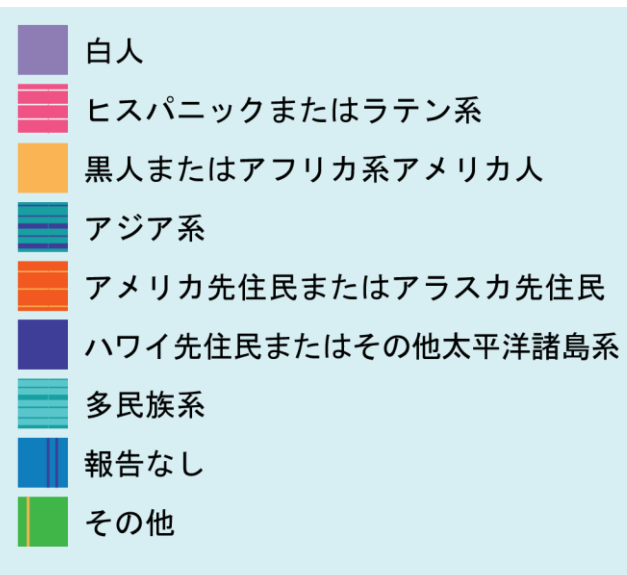 白人
ヒスパニックまたはラテン系
黒人またはアフリカ系アメリカ人
アジア系
アメリカ先住民またはアラスカ先住民
ハワイ先住民またはその他太平洋諸島系
多民族系
報告なし
その他